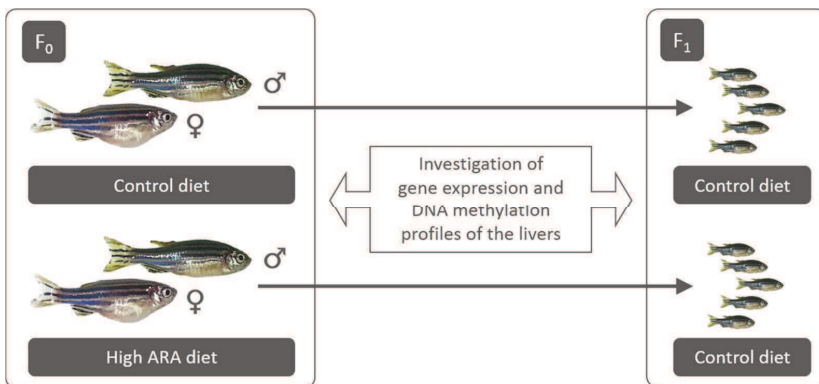 F₀
♂
♀
Control diet
♂
♀
High ARA diet
Investigation of
gene expression and
DNA methylation
profiles of the livers
F₁
Control diet
Control diet